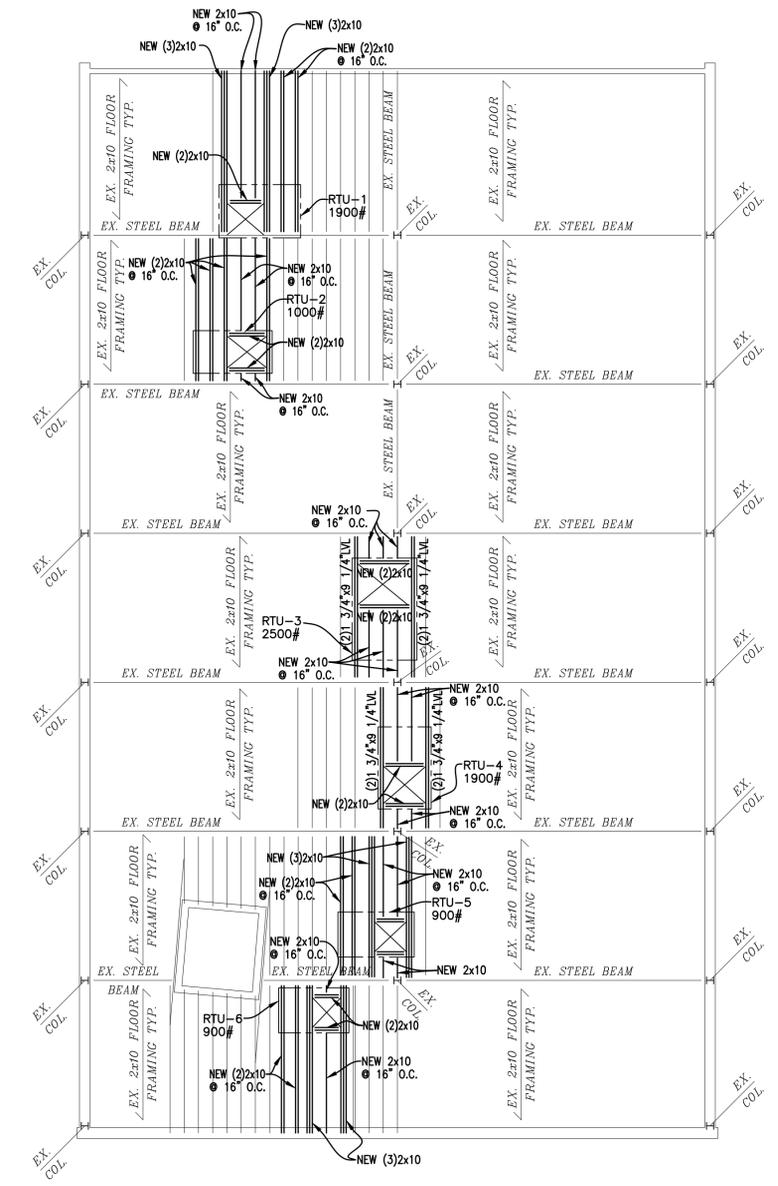 NEW 2x10
@ 16" O.C.
NEW (3)2x10
NEW (3)2x10
NEW (2)2x10
@ 16" O.C.
EX. 2x10 FLOOR
FRAMING TYP.
EX. STEEL BEAM
EX. 2x10 FLOOR
FRAMING TYP.
NEW (2)2x10
RTU-1
1900#
EX.
COL.
EX.
COL.
EX. STEEL BEAM
EX. STEEL BEAM
EX.
COL.
EX. 2x10 FLOOR
FRAMING TYP.
NEW (2)2x10
@ 16" O.C.
NEW 2x10
@ 16" O.C.
RTU-2
1000#
NEW (2)2x10
EX. STEEL BEAM
EX. 2x10 FLOOR
FRAMING TYP.
EX.
COL.
EX.
COL.
EX. STEEL BEAM
EX. STEEL BEAM
NEW 2x10
@ 16" O.C.
EX.
COL.
EX. 2x10 FLOOR
FRAMING TYP.
EX. STEEL BEAM
EX. 2x10 FLOOR
FRAMING TYP.
NEW 2x10
@ 16" O.C.
EX.
COL.
EX.
COL.
EX. STEEL BEAM
EX. STEEL BEAM
EX.
COL.
EX. 2x10 FLOOR
FRAMING TYP.
(2)1 3/4"x9 1/4"LVL
NEW (2)2x10
NEW (2)2x10
(2)1 3/4"x9 1/4"LVL
EX. 2x10 FLOOR
FRAMING TYP.
RTU-3
2500#
NEW 2x10
@ 16" O.C.
EX.
COL.
EX.
COL.
EX. STEEL BEAM
EX. STEEL BEAM
EX.
COL.
NEW 2x10
@ 16" O.C.
EX. 2x10 FLOOR
FRAMING TYP.
(2)1 3/4"x9 1/4"LVL
(2)1 3/4"x9 1/4"LVL
EX. 2x10 FLOOR
FRAMING TYP.
RTU-4
1900#
NEW (2)2x10
NEW 2x10
@ 16" O.C.
EX.
COL.
EX. STEEL BEAM
EX. STEEL BEAM
EX.
COL.
EX.
COL.
EX. 2x10 FLOOR
FRAMING TYP.
NEW (3)2x10
NEW (2)2x10
@ 16" O.C.
NEW 2x10
@ 16" O.C.
RTU-5
900#
EX. 2x10 FLOOR
FRAMING TYP.
NEW 2x10
@ 16" O.C.
NEW 2x10
EX.
COL.
EX. STEEL
BEAM
EX. STEEL BEAM
EX. STEEL BEAM
EX.
COL.
EX.
COL.
EX. 2x10 FLOOR
FRAMING TYP.
RTU-6
900#
NEW (2)2x10
NEW (2)2x10
@ 16" O.C.
NEW 2x10
@ 16" O.C.
EX. 2x10 FLOOR
FRAMING TYP.
EX.
COL.
EX.
COL.
NEW (3)2x10